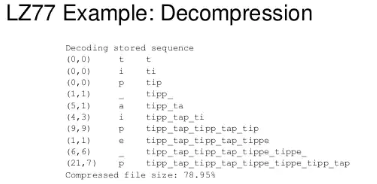 LZ77 Example: Decompression
Decoding stored sequence
(0,0) t t
(0,0) i ti
(0,0) p tip
(1,1) _ tipp_
(5,1) a tipp_ta
(4,3) i tipp_tap_ti
(9,9) p tipp_tap_tipp_tap_tip
(1,1) e tipp_tap_tipp_tap_tippe
(6,6) _ tipp_tap_tipp_tap_tippe_tippe_
(21,7) p tipp_tap_tipp_tap_tippe_tippe_tipp_tap
Compressed file size: 78.95%